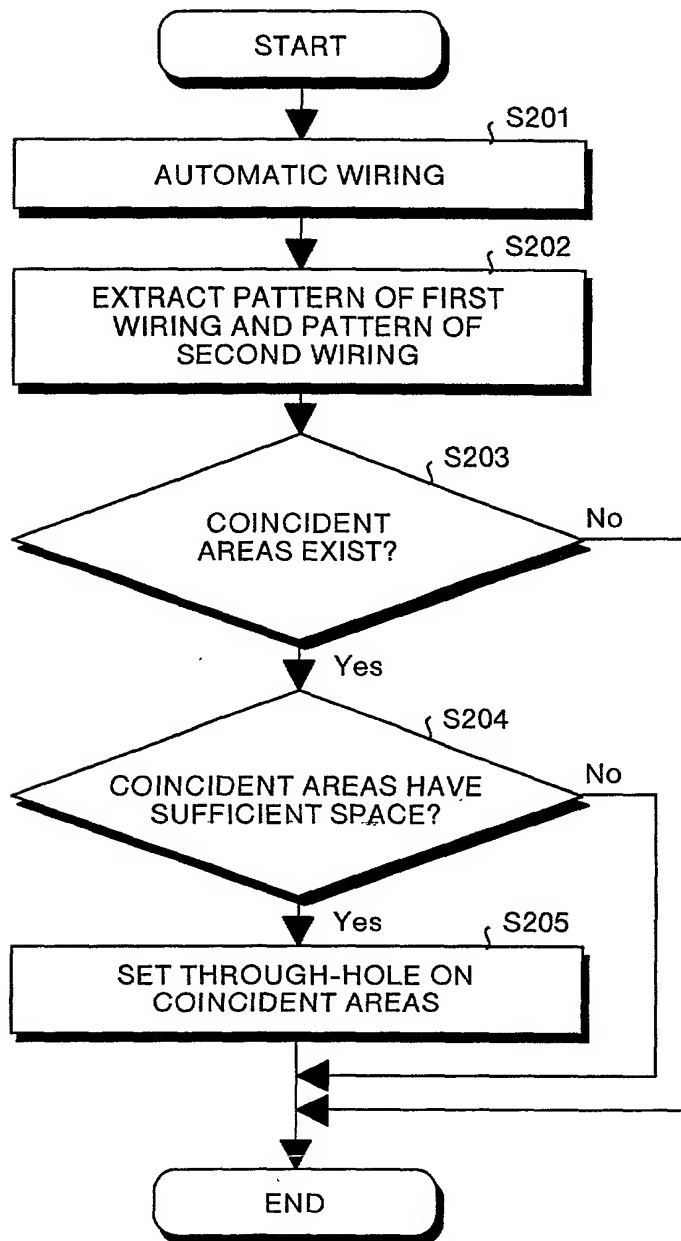 START
S201
AUTOMATIC WIRING
S202
EXTRACT PATTERN OF FIRST
WIRING AND PATTERN OF
SECOND WIRING
S203
COINCIDENT
AREAS EXIST?
No
Yes
S204
COINCIDENT AREAS HAVE
SUFFICIENT SPACE?
No
Yes
S205
SET THROUGH-HOLE ON
COINCIDENT AREAS
END